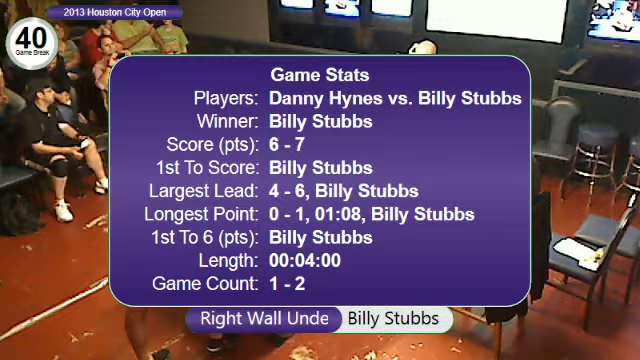 2013 Houston City Open
40
Game Break
Game Stats
Players: Danny Hynes vs. Billy Stubbs
Winner: Billy Stubbs
Score (pts): 6 - 7
1st To Score: Billy Stubbs
Largest Lead: 4 - 6, Billy Stubbs
Longest Point: 0 - 1, 01:08, Billy Stubbs
1st To 6 (pts): Billy Stubbs
Length: 00:04:00
Game Count: 1 - 2
Right Wall Unde Billy Stubbs